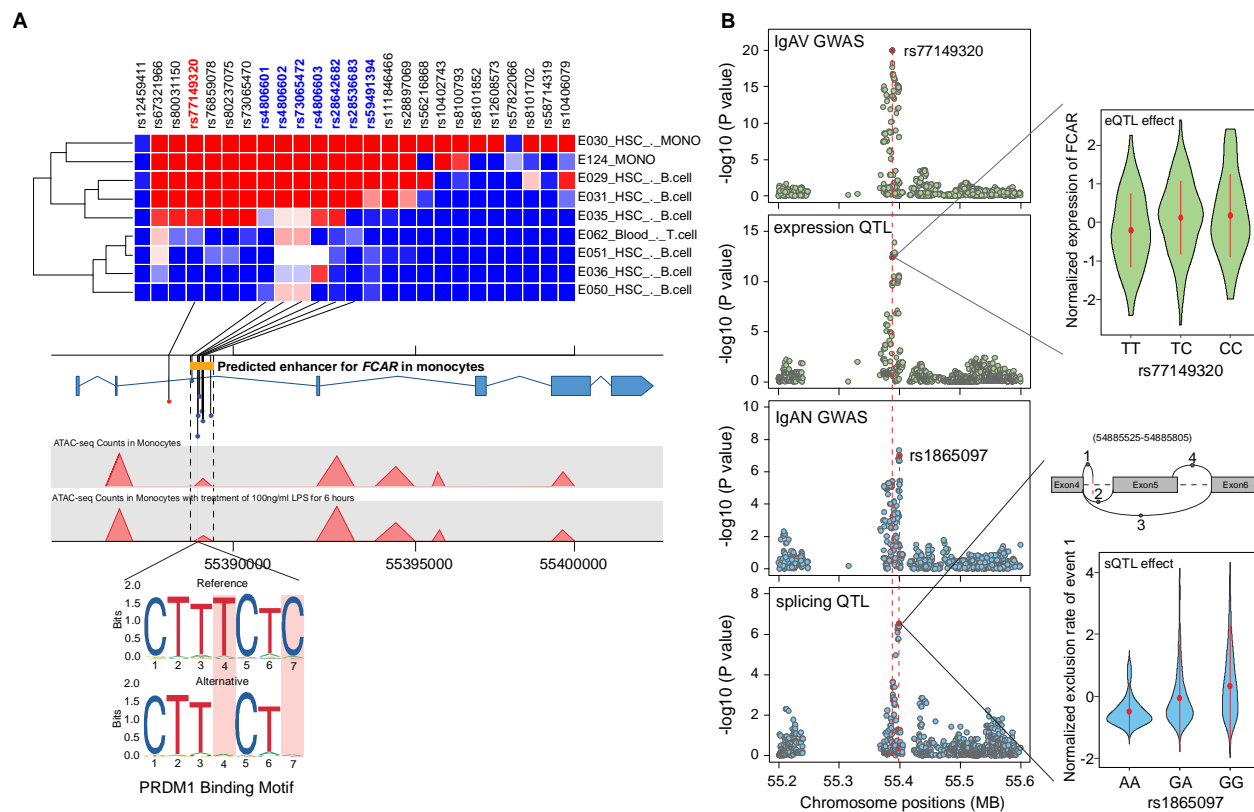 A
rs12459411
rs67321966
rs80031150
rs77149320
rs76859078
rs80237075
rs73065470
rs4806601
rs4806602
rs73065472
rs4806603
rs28642682
rs28536683
rs59491394
rs111846466
rs28897069
rs56216868
rs10402743
rs8100793
rs8101852
rs12608573
rs57822066
rs8101702
rs58714319
rs10406079
E030_HSC_._MONO
E124_MONO
E029_HSC_._B.cell
E031_HSC_._B.cell
E035_HSC_._B.cell
E062_Blood_._T.cell
E051_HSC_._B.cell
E036_HSC_._B.cell
E050_HSC_._B.cell
Predicted enhancer for FCAR in monocytes
ATAC-seq Counts in Monocytes
ATAC-seq Counts in Monocytes with treatment of 100ng/ml LPS for 6 hours
55390000 55395000 55400000
Reference
Bits
2.0
1.5
1.0
0.5
0.0
CTTTCTC
1 2 3 4 5 6 7
Alternative
Bits
2.0
1.5
1.0
0.5
0.0
CTT CT
1 2 3 4 5 6 7
PRDM1 Binding Motif
B
IgAV GWAS
rs77149320
-log10 (P value)
20
15
10
5
0
expression QTL
-log10 (P value)
15
10
5
0
IgAN GWAS
rs1865097
-log10 (P value)
10
8
6
4
2
0
splicing QTL
-log10 (P value)
8
6
4
2
0
55.2 55.3 55.4 55.5 55.6
Chromosome positions (MB)
eQTL effect
Normalized expression of FCAR
2
1
0
-1
-2
TT TC CC
rs77149320
(54885525-54885805)
1 4
Exon4 Exon5 Exon6
2
3
sQTL effect
Normalized exclusion rate of event 1
4
2
0
-2
AA GA GG
rs1865097